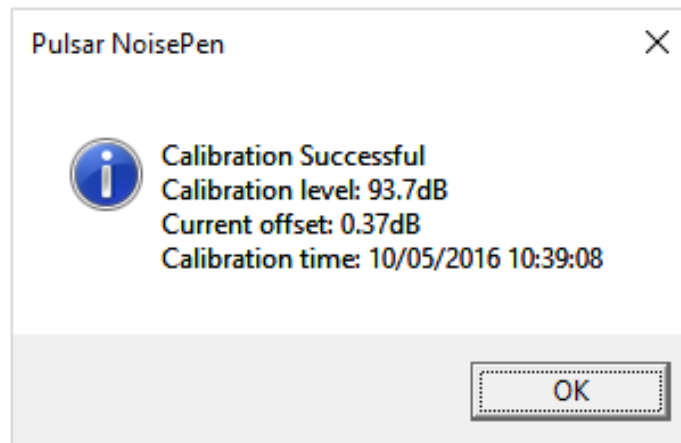 Pulsar NoisePen
Calibration Successful
Calibration level: 93.7dB
Current offset: 0.37dB
Calibration time: 10/05/2016 10:39:08
OK